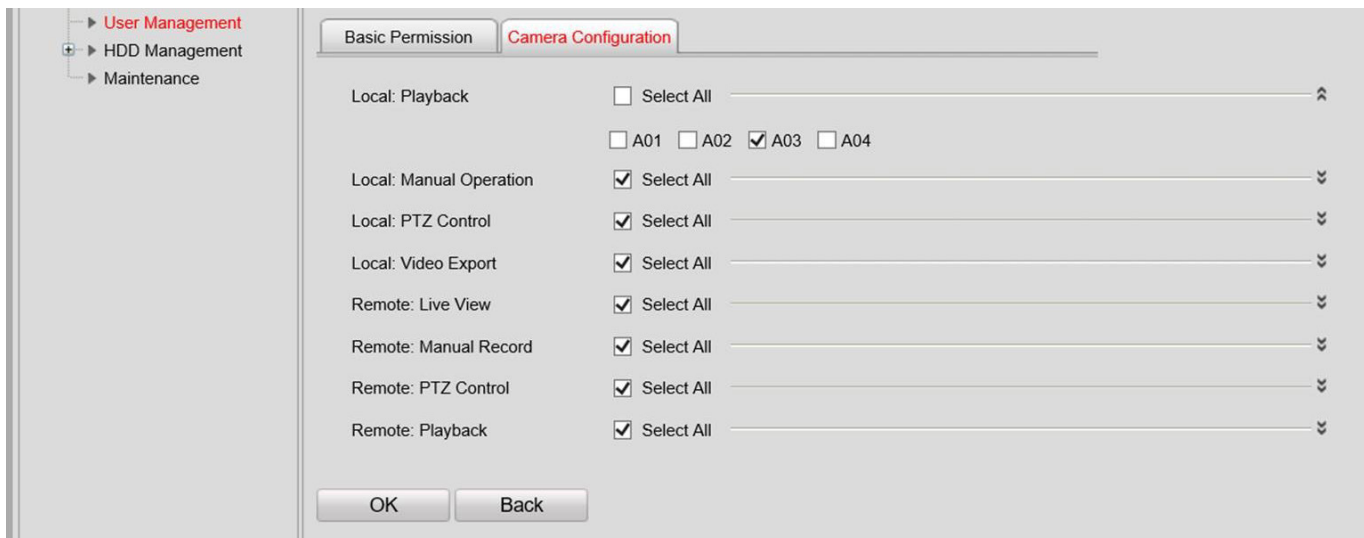 User Management
HDD Management
Maintenance
Basic Permission Camera Configuration
Local: Playback Select All
A01 A02 A03 A04
Local: Manual Operation Select All
Local: PTZ Control Select All
Local: Video Export Select All
Remote: Live View Select All
Remote: Manual Record Select All
Remote: PTZ Control Select All
Remote: Playback Select All
OK Back